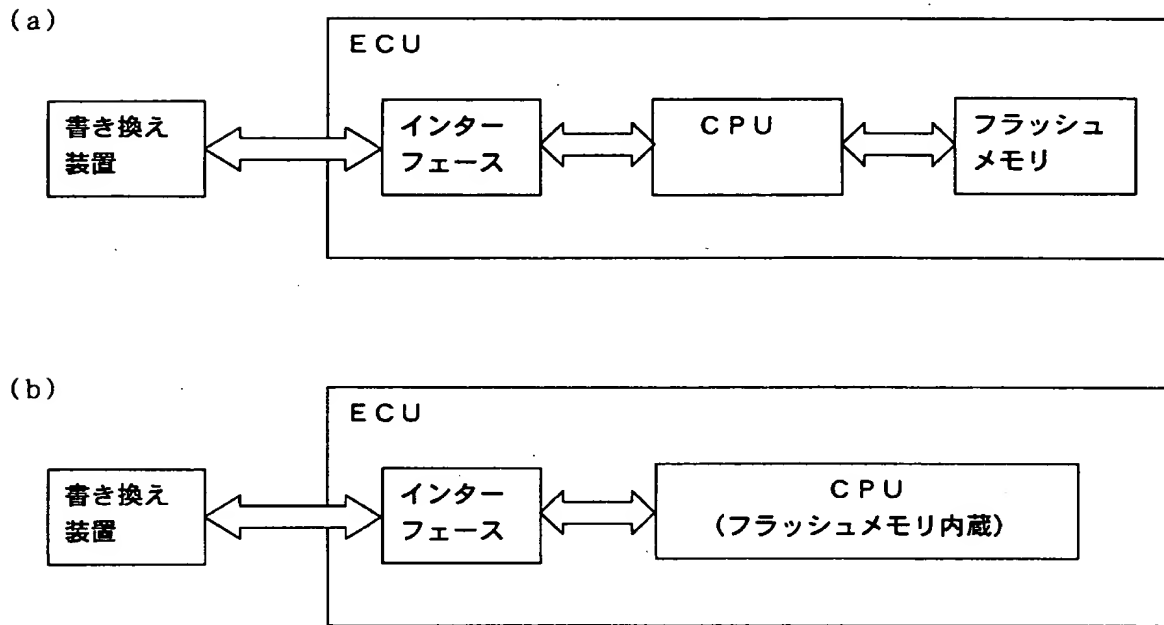 (a)
ECU
書き換え
装置
インター
フェース
CPU
フラッシュ
メモリ
(b)
ECU
書き換え
装置
インター
フェース
CPU
(フラッシュメモリ内蔵)